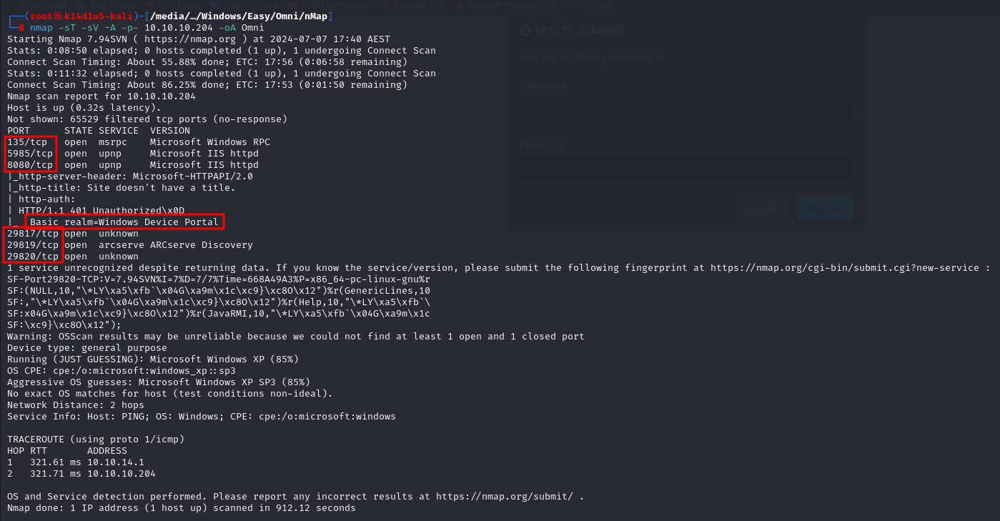 Kali Linux Kali Tools Kali Docs Kali Forums Kali NetHunter Exploit-DB Google Hacking DB OffSec
┌──(root㉿k14d1u5-kali)-[/media/…/Windows/Easy/Omni/nMap]
└─# nmap -sT -sV -A -p- 10.10.10.204 -oA Omni
Starting Nmap 7.94SVN ( https://nmap.org ) at 2024-07-07 17:40 AEST
Stats: 0:08:50 elapsed; 0 hosts completed (1 up), 1 undergoing Connect Scan
Connect Scan Timing: About 55.88% done; ETC: 17:56 (0:06:58 remaining)
Stats: 0:11:32 elapsed; 0 hosts completed (1 up), 1 undergoing Connect Scan
Connect Scan Timing: About 86.25% done; ETC: 17:53 (0:01:50 remaining)
Nmap scan report for 10.10.10.204
Host is up (0.32s latency).
Not shown: 65529 filtered tcp ports (no-response)
PORT      STATE SERVICE  VERSION
135/tcp   open  msrpc    Microsoft Windows RPC
5985/tcp  open  upnp     Microsoft IIS httpd
8080/tcp  open  upnp     Microsoft IIS httpd
|_http-server-header: Microsoft-HTTPAPI/2.0
|_http-title: Site doesn't have a title.
| http-auth:
| HTTP/1.1 401 Unauthorized\x0D
|_  Basic realm=Windows Device Portal
29817/tcp open  unknown
29819/tcp open  arcserve ARCserve Discovery
29820/tcp open  unknown
1 service unrecognized despite returning data. If you know the service/version, please submit the following fingerprint at https://nmap.org/cgi-bin/submit.cgi?new-service :
SF-Port29820-TCP:V=7.94SVN%I=7%D=7/7%Time=668A49A3%P=x86_64-pc-linux-gnu%r
SF:(NULL,10,"\*LY\xa5\xfb`\x04G\xa9m\x1c\xc9}\xc8O\x12")%r(GenericLines,10
SF:,"\*LY\xa5\xfb`\x04G\xa9m\x1c\xc9}\xc8O\x12")%r(Help,10,"\*LY\xa5\xfb`\
SF:x04G\xa9m\x1c\xc9}\xc8O\x12")%r(JavaRMI,10,"\*LY\xa5\xfb`\x04G\xa9m\x1c
SF:\xc9}\xc8O\x12");
Warning: OSScan results may be unreliable because we could not find at least 1 open and 1 closed port
Device type: general purpose
Running (JUST GUESSING): Microsoft Windows XP (85%)
OS CPE: cpe:/o:microsoft:windows_xp::sp3
Aggressive OS guesses: Microsoft Windows XP SP3 (85%)
No exact OS matches for host (test conditions non-ideal).
Network Distance: 2 hops
Service Info: Host: PING; OS: Windows; CPE: cpe:/o:microsoft:windows
TRACEROUTE (using proto 1/icmp)
HOP RTT       ADDRESS
1   321.61 ms 10.10.14.1
2   321.71 ms 10.10.10.204
OS and Service detection performed. Please report any incorrect results at https://nmap.org/submit/ .
Nmap done: 1 IP address (1 host up) scanned in 912.12 seconds
10.10.10.204:8080
This site is asking you to sign in.
Username
Password
Cancel
Sign in